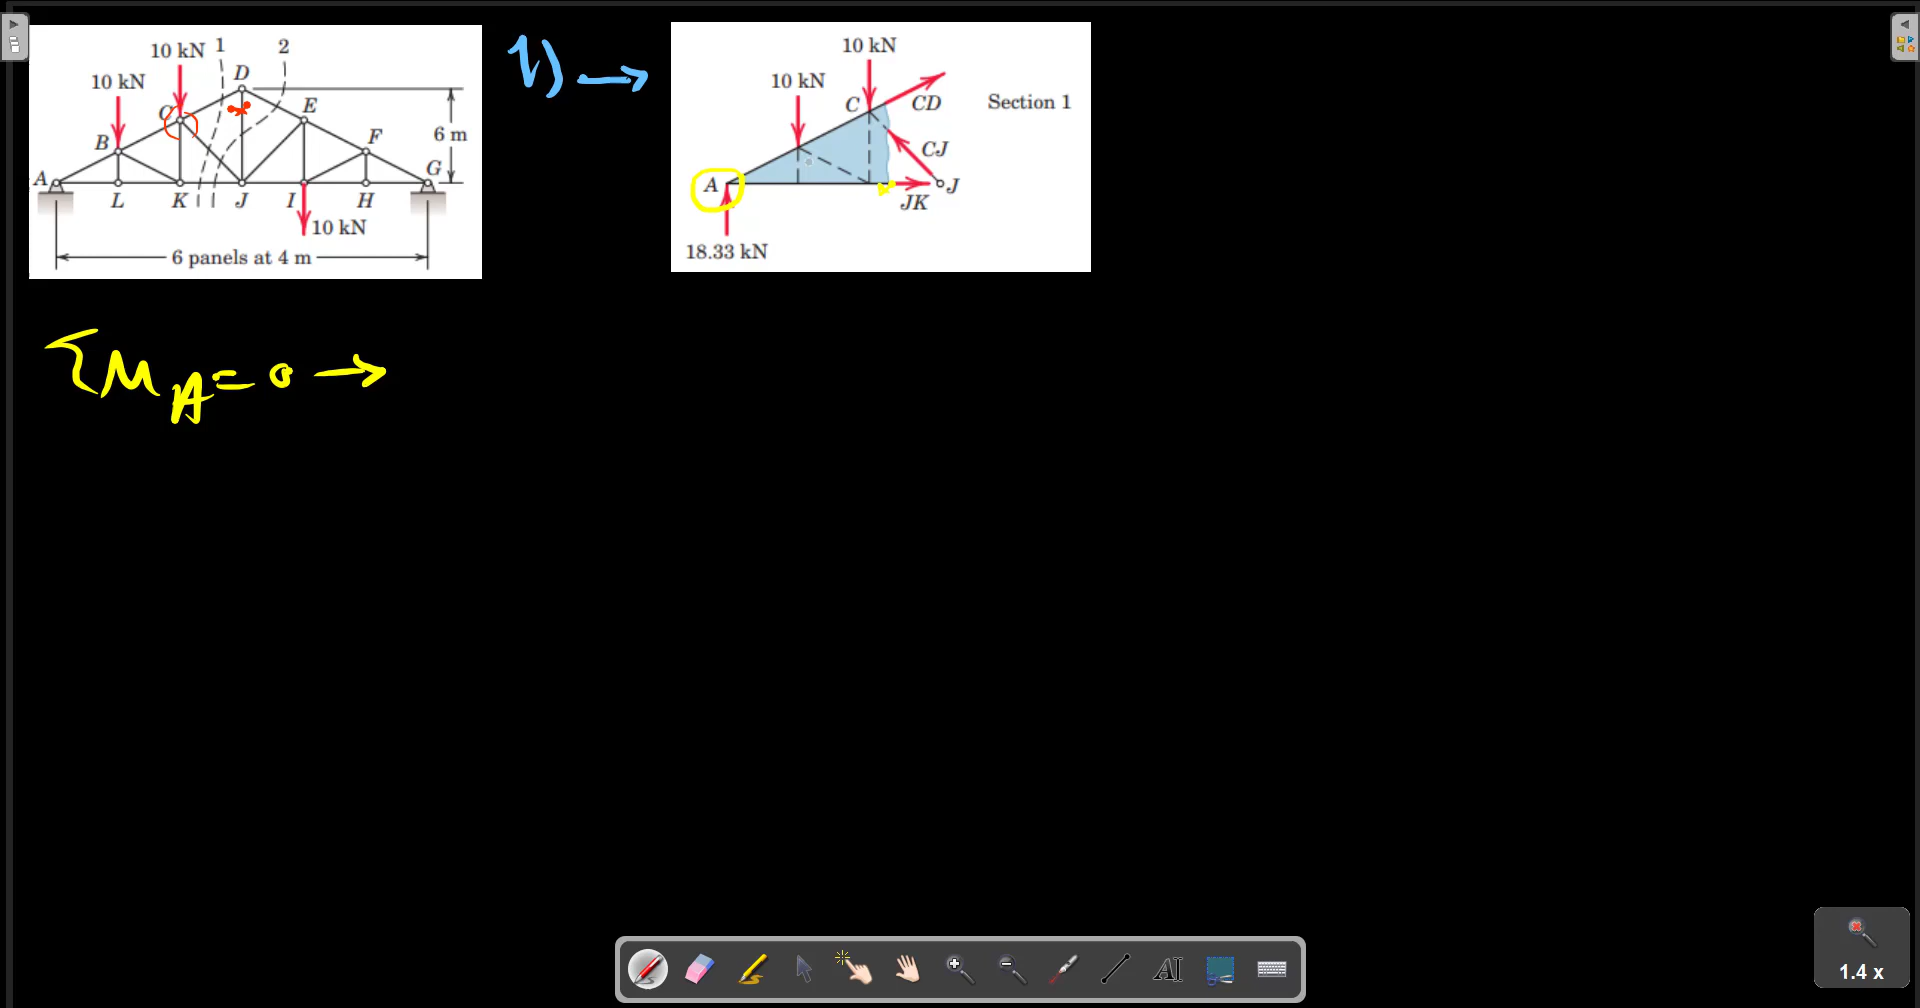 10 kN 1 2
10 kN D
C E
B F 6 m
A G
L K J I H
10 kN
6 panels at 4 m
1) →
10 kN
10 kN
C CD Section 1
CJ
A J
JK
18.33 kN
ΣM_A = 0 →
AI
1.4 x